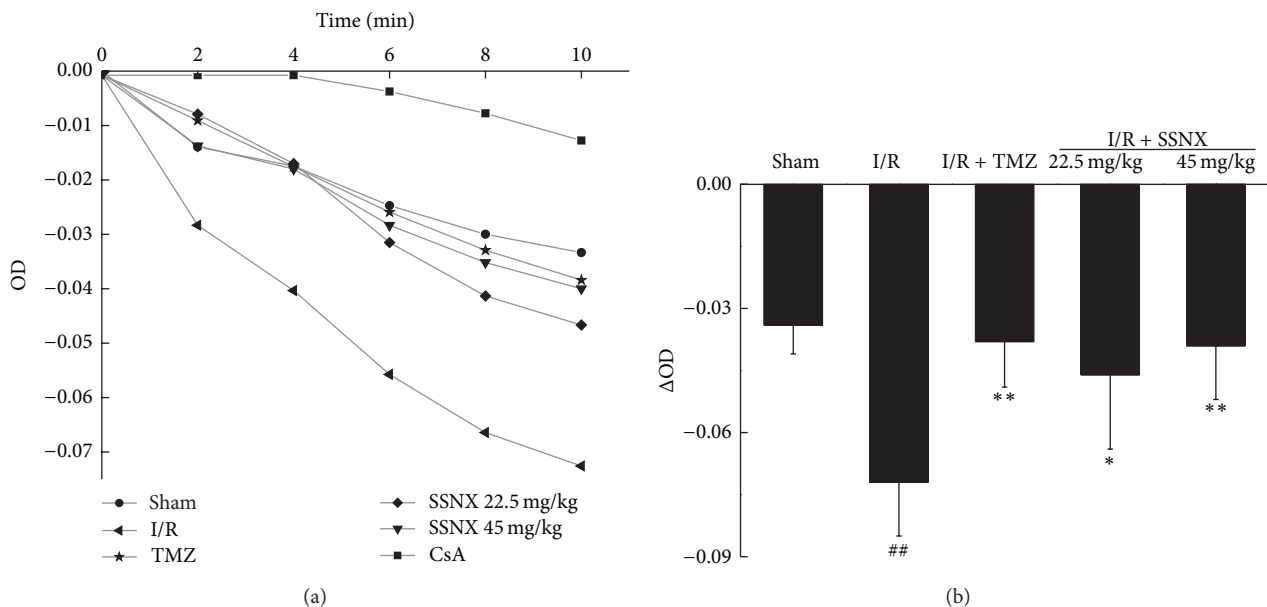 Time (min)
0 2 4 6 8 10
0.00
−0.01
−0.02
−0.03
−0.04
−0.05
−0.06
−0.07
OD
Sham
I/R
TMZ
SSNX 22.5 mg/kg
SSNX 45 mg/kg
CsA
(a)
I/R + SSNX
Sham I/R I/R + TMZ 22.5 mg/kg 45 mg/kg
0.00
−0.03
−0.06
−0.09
ΔOD
##
**
*
**
(b)